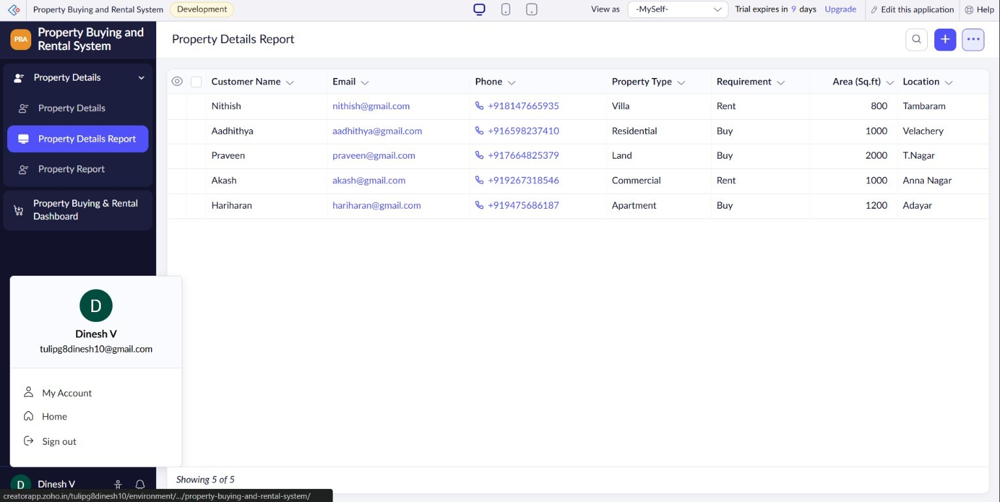 Property Buying and Rental System Development View as -MySelf- Trial expires in 9 days Upgrade Edit this application Help
PBA Property Buying and
Rental System
Property Details
Property Details
Property Details Report
Property Report
Property Buying & Rental
Dashboard
Property Details Report
Customer Name Email Phone Property Type Requirement Area (Sq.ft) Location
Nithish nithish@gmail.com +918147665935 Villa Rent 800 Tambaram
Aadhithya aadhithya@gmail.com +916598237410 Residential Buy 1000 Velachery
Praveen praveen@gmail.com +917664825379 Land Buy 2000 T.Nagar
Akash akash@gmail.com +919267318546 Commercial Rent 1000 Anna Nagar
Hariharan hariharan@gmail.com +919475686187 Apartment Buy 1200 Adayar
D
Dinesh V
tulipg8dinesh10@gmail.com
My Account
Home
Sign out
Showing 5 of 5
D Dinesh V
creatorapp.zoho.in/tulipg8dinesh10/environment/.../property-buying-and-rental-system/